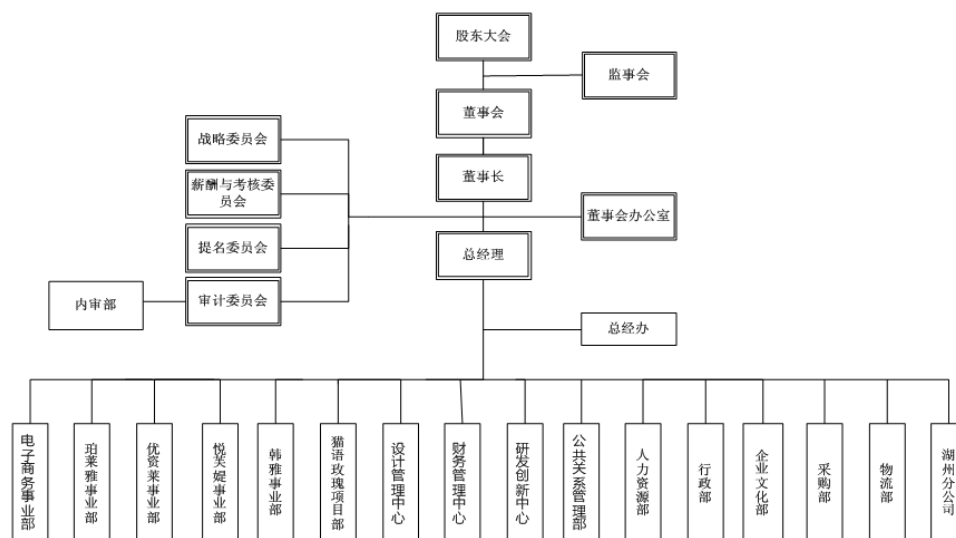 股东大会
监事会
董事会
战略委员会
董事长
薪酬与考核委
员会
董事会办公室
提名委员会
总经理
内审部
审计委员会
总经办
电子商务事业部
珀莱雅事业部
优资莱事业部
悦芙媞事业部
韩雅事业部
猫语玫瑰项目部
设计管理中心
财务管理中心
研发创新中心
公共关系管理部
人力资源部
行政部
企业文化部
采购部
物流部
湖州分公司